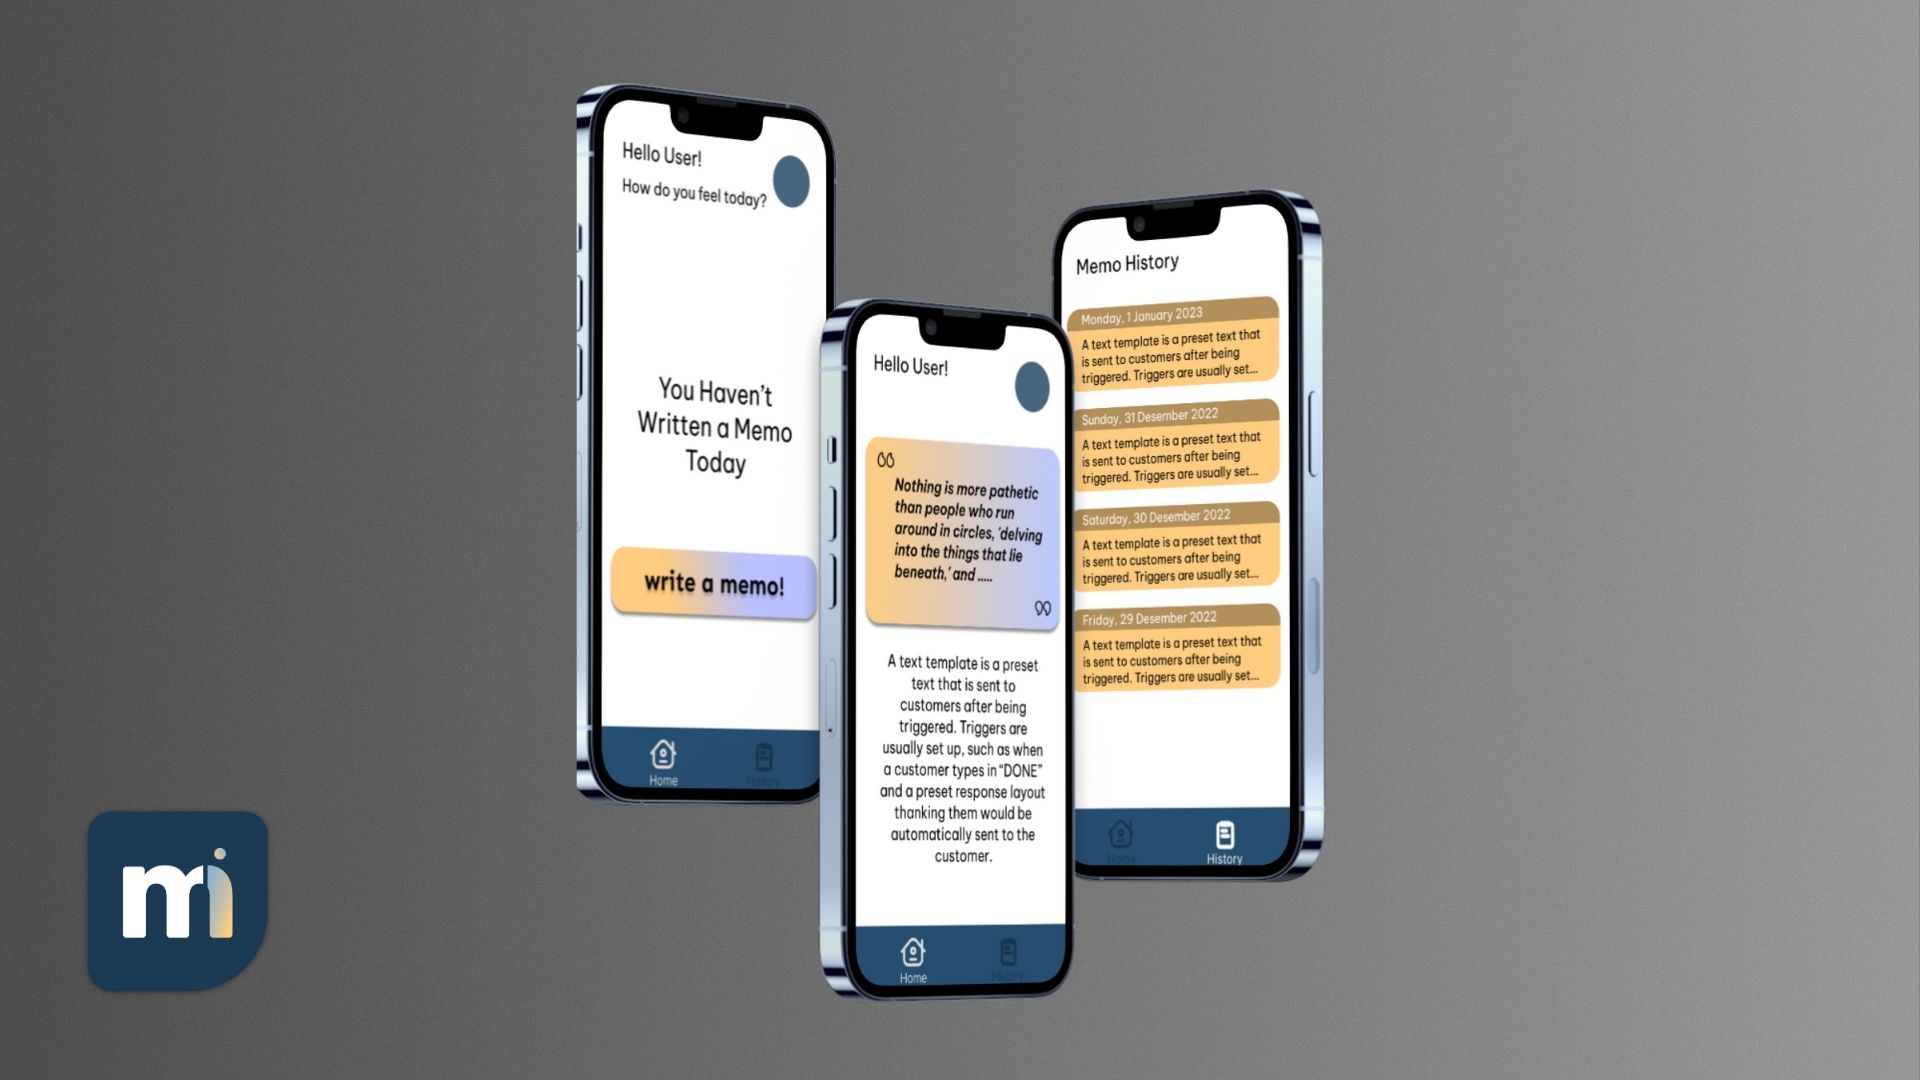 Hello User!
How do you feel today?
You Haven't
Written a Memo
Today
write a memo!
Home
History
Hello User!
Nothing is more pathetic
than people who run
around in circles, 'delving
into the things that lie
beneath,' and .....
A text template is a preset
text that is sent to
customers after being
triggered. Triggers are
usually set up, such as when
a customer types in “DONE”
and a preset response layout
thanking them would be
automatically sent to the
customer.
Home
History
Memo History
Monday, 1 January 2023
A text template is a preset text that
is sent to customers after being
triggered. Triggers are usually set...
Sunday, 31 Desember 2022
A text template is a preset text that
is sent to customers after being
triggered. Triggers are usually set...
Saturday, 30 Desember 2022
A text template is a preset text that
is sent to customers after being
triggered. Triggers are usually set...
Friday, 29 Desember 2022
A text template is a preset text that
is sent to customers after being
triggered. Triggers are usually set...
Home
History
mi